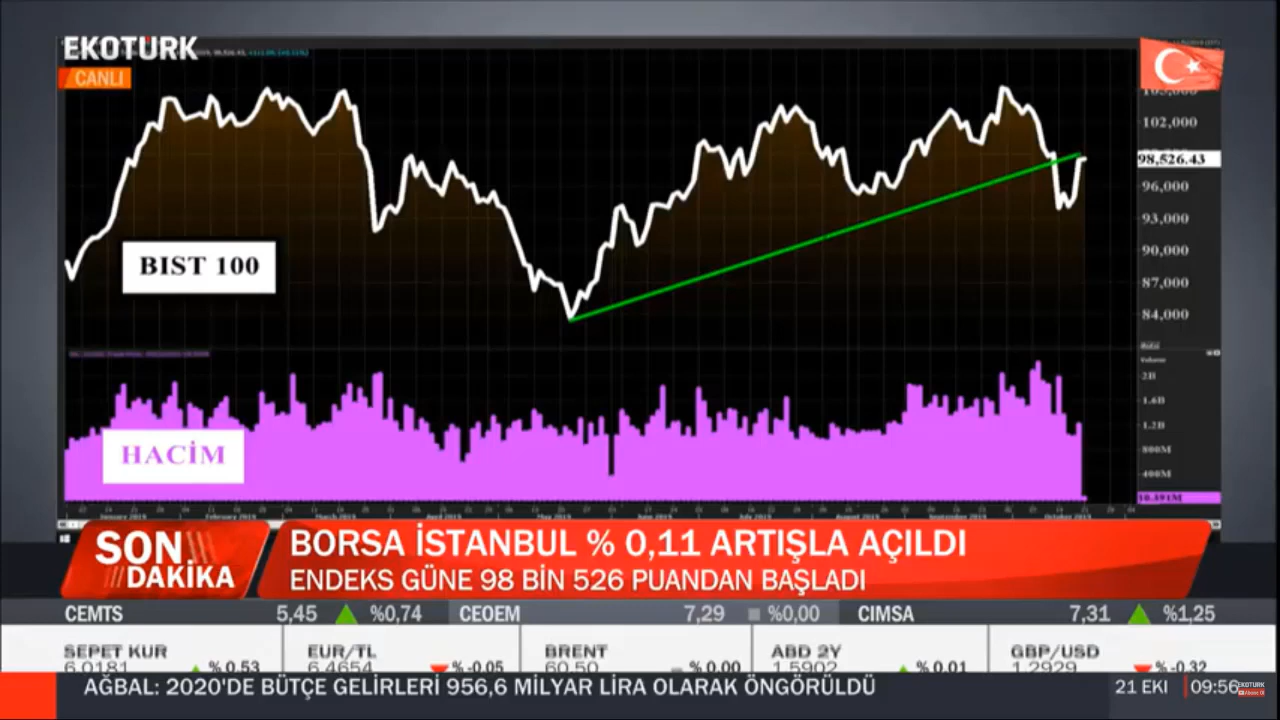 EKOTÜRK
CANLI
105,000
102,000
98,526.43
96,000
93,000
90,000
87,000
84,000
BIST 100
Volume
2B
1.6B
1.2B
800M
400M
HACİM
SON DAKİKA
BORSA İSTANBUL % 0,11 ARTIŞLA AÇILDI
ENDEKS GÜNE 98 BİN 526 PUANDAN BAŞLADI
CEMTS 5,45 %0,74 CEOEM 7,29 %0,00 CIMSA 7,31 %1,25
SEPET KUR EUR/TL BRENT ABD 2Y GBP/USD
6,0181 % 0,53 6,4654 % -0,05 60,50 % 0,00 1,5902 % 0,01 1,2929 % -0,32
AĞBAL: 2020'DE BÜTÇE GELİRLERİ 956,6 MİLYAR LİRA OLARAK ÖNGÖRÜLDÜ
21 EKI 09:56
EKOTÜRK